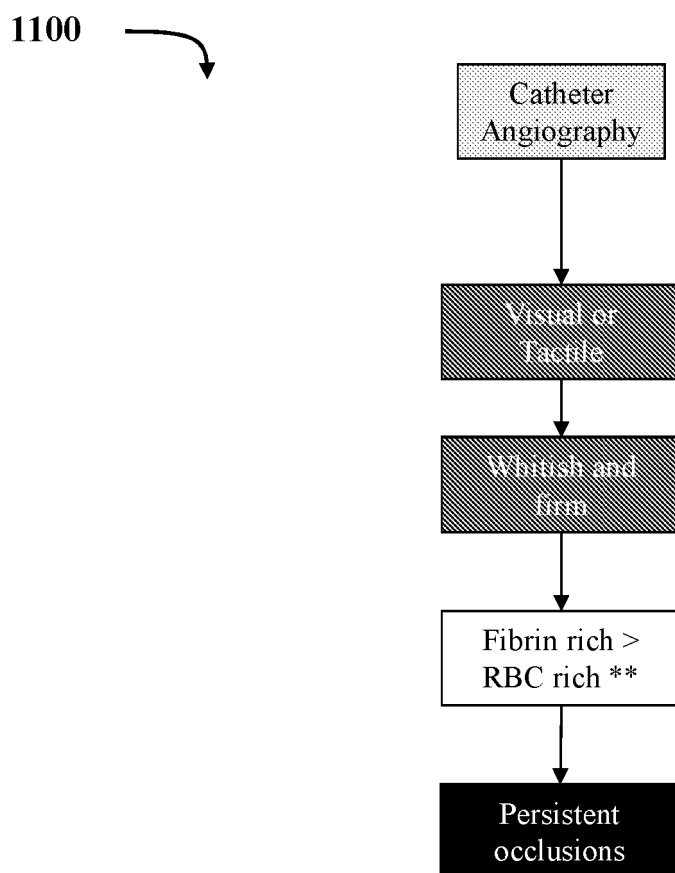 1100
Catheter
Angiography
Visual or
Tactile
Whitish and
firm
Fibrin rich >
RBC rich **
Persistent
occlusions